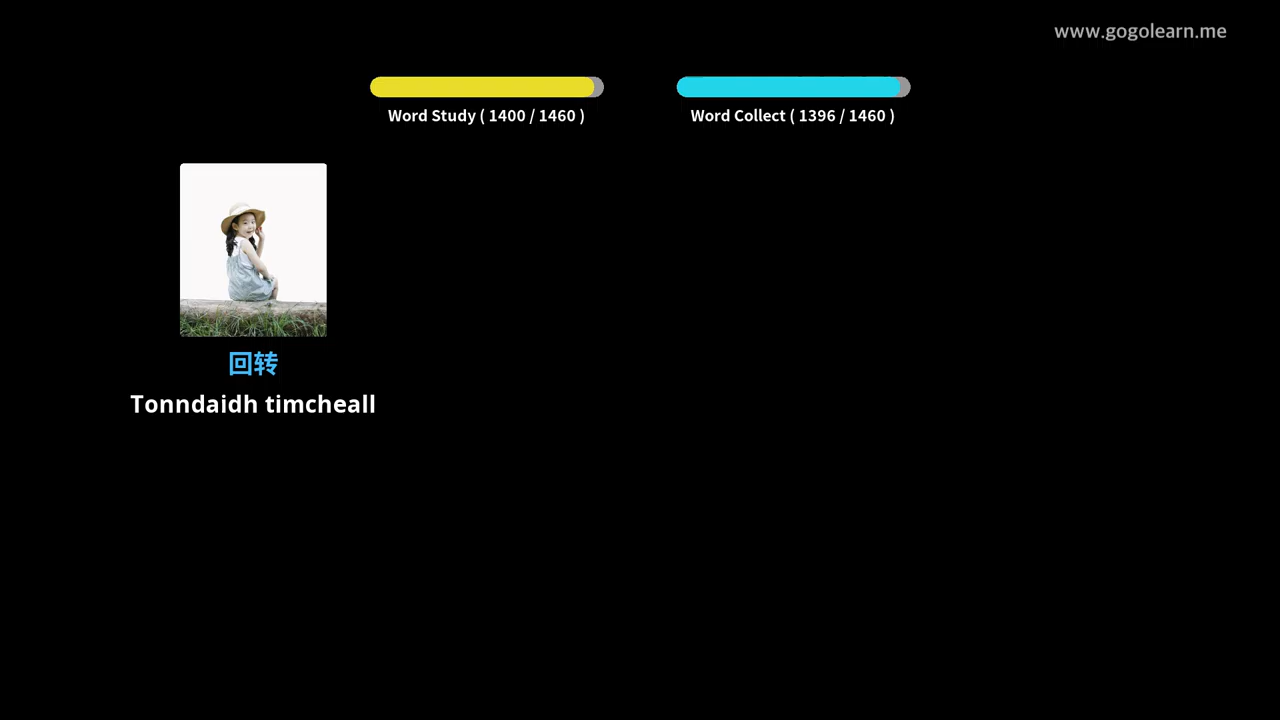 www.gogolearn.me
Word Study ( 1400 / 1460 )
Word Collect ( 1396 / 1460 )
回转
Tonndaidh timcheall